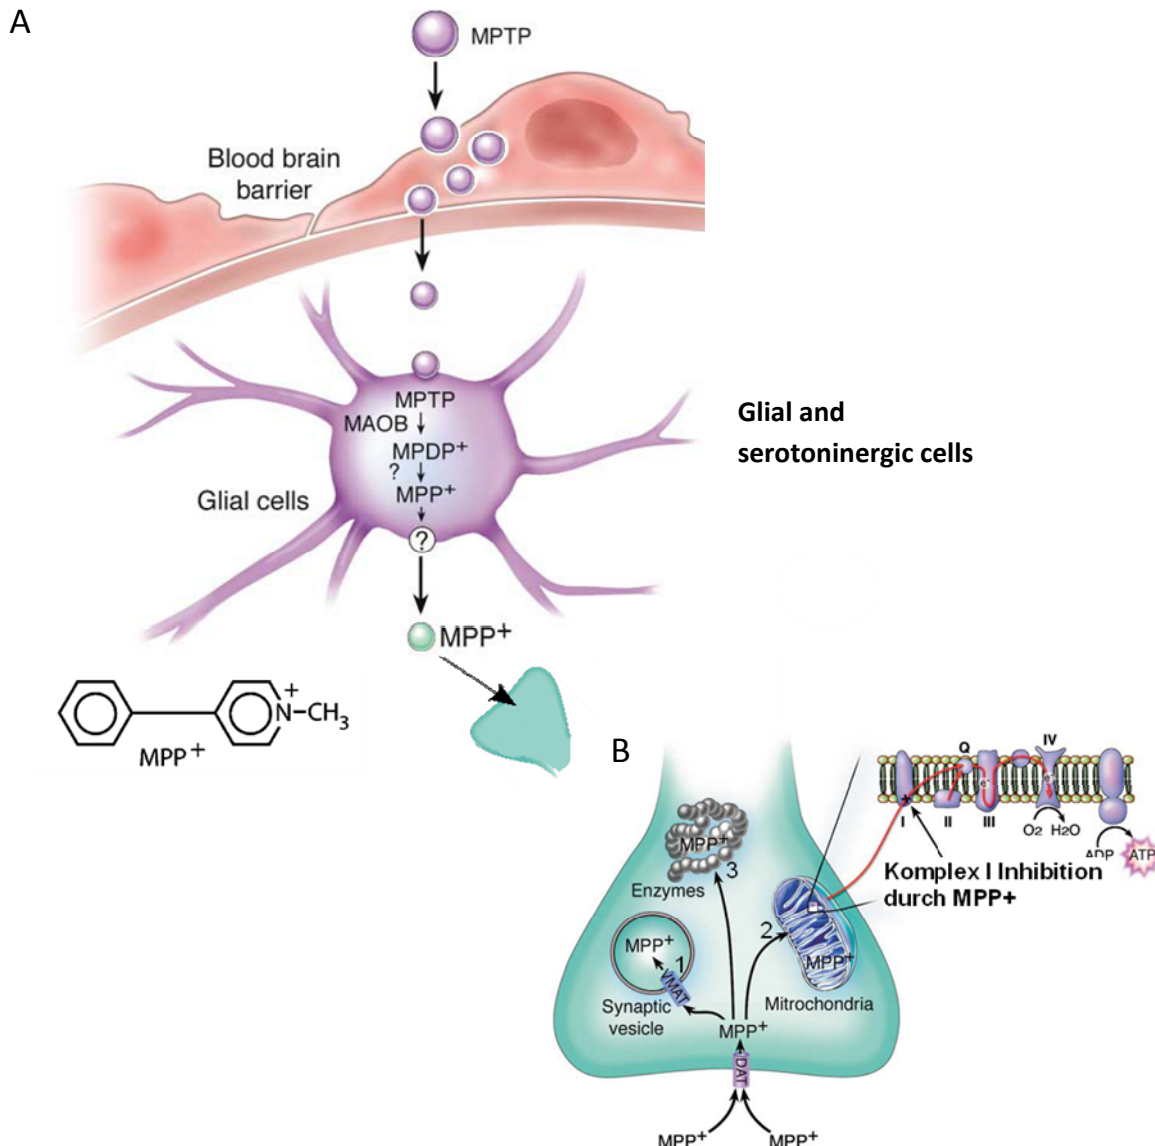 A
MPTP
Blood brain
barrier
MPTP
MAOB
MPDP+
?
MPP+
Glial cells
?
Glial and
serotoninergic cells
MPP+
N+
CH3
MPP+
B
Q
IV
e-
e-
I
II
III
O2
H2O
ADP
ATP
Komplex I Inhibition
durch MPP+
MPP+
3
Enzymes
2
MPP+
1
VMAT
MPP+
Synaptic
vesicle
Mitrochondria
MPP+
DAT
MPP+
MPP+